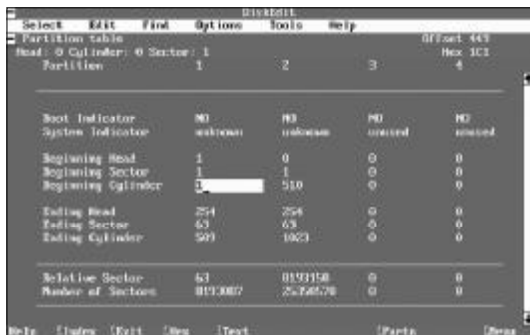 DiskEdit
Select Edit Find Options Tools Help
Partition table Offset 449
Head: 0 Cylinder: 0 Sector: 1 Hex 1C1
Partition 1 2 3 4
Boot Indicator NO NO NO NO
System Indicator unknown unknown unused unused
Beginning Head 1 0 0 0
Beginning Sector 1 1 0 0
Beginning Cylinder 1 510 0 0
Ending Head 254 254 0 0
Ending Sector 63 63 0 0
Ending Cylinder 509 1023 0 0
Relative Sector 63 8193150 0 0
Number of Sectors 8193087 0 0
Help Index Exit Hex Text Partn Menu